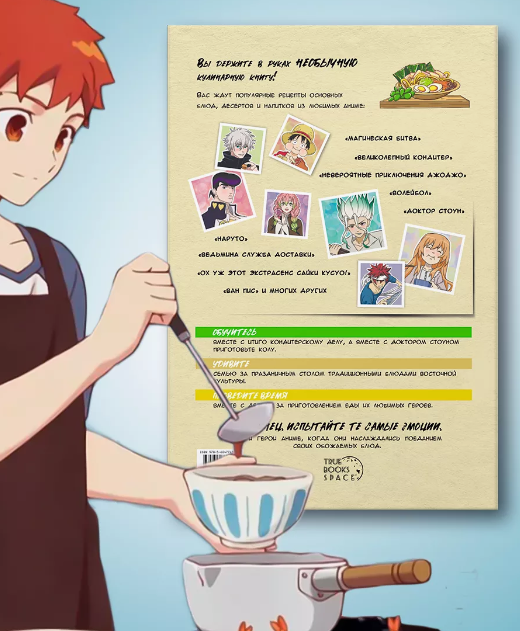 Вы держите в руках НЕОБЫЧНУЮ
кулинарную книгу!
Вас ждут популярные рецепты основных
блюд, десертов и напитков из любимых аниме:
«Магическая битва»
«Великолепный кондитер»
«Невероятные приключения ДжоДжо»
«Волейбол»
«Доктор Стоун»
«Наруто»
«Ведьмина служба доставки»
«Ох уж этот экстрасенс Сайки Кусуо!»
«Ван Пис» и многих других
ОБУЧИТЕСЬ
вместе с Итиго кондитерскому делу, а вместе с Доктором Стоуном
приготовьте колу.
УДИВИТЕ
семью за праздничным столом традиционными блюдами восточной
культуры.
ВРЕМЯ
вместе с за приготовлением еды их любимых героев.
ИСПЫТАЙТЕ ТЕ САМЫЕ ЭМОЦИИ,
герои аниме, когда они наслаждались поеданием
своих обожаемых блюд.
TRUE
BOOKS
SPACE